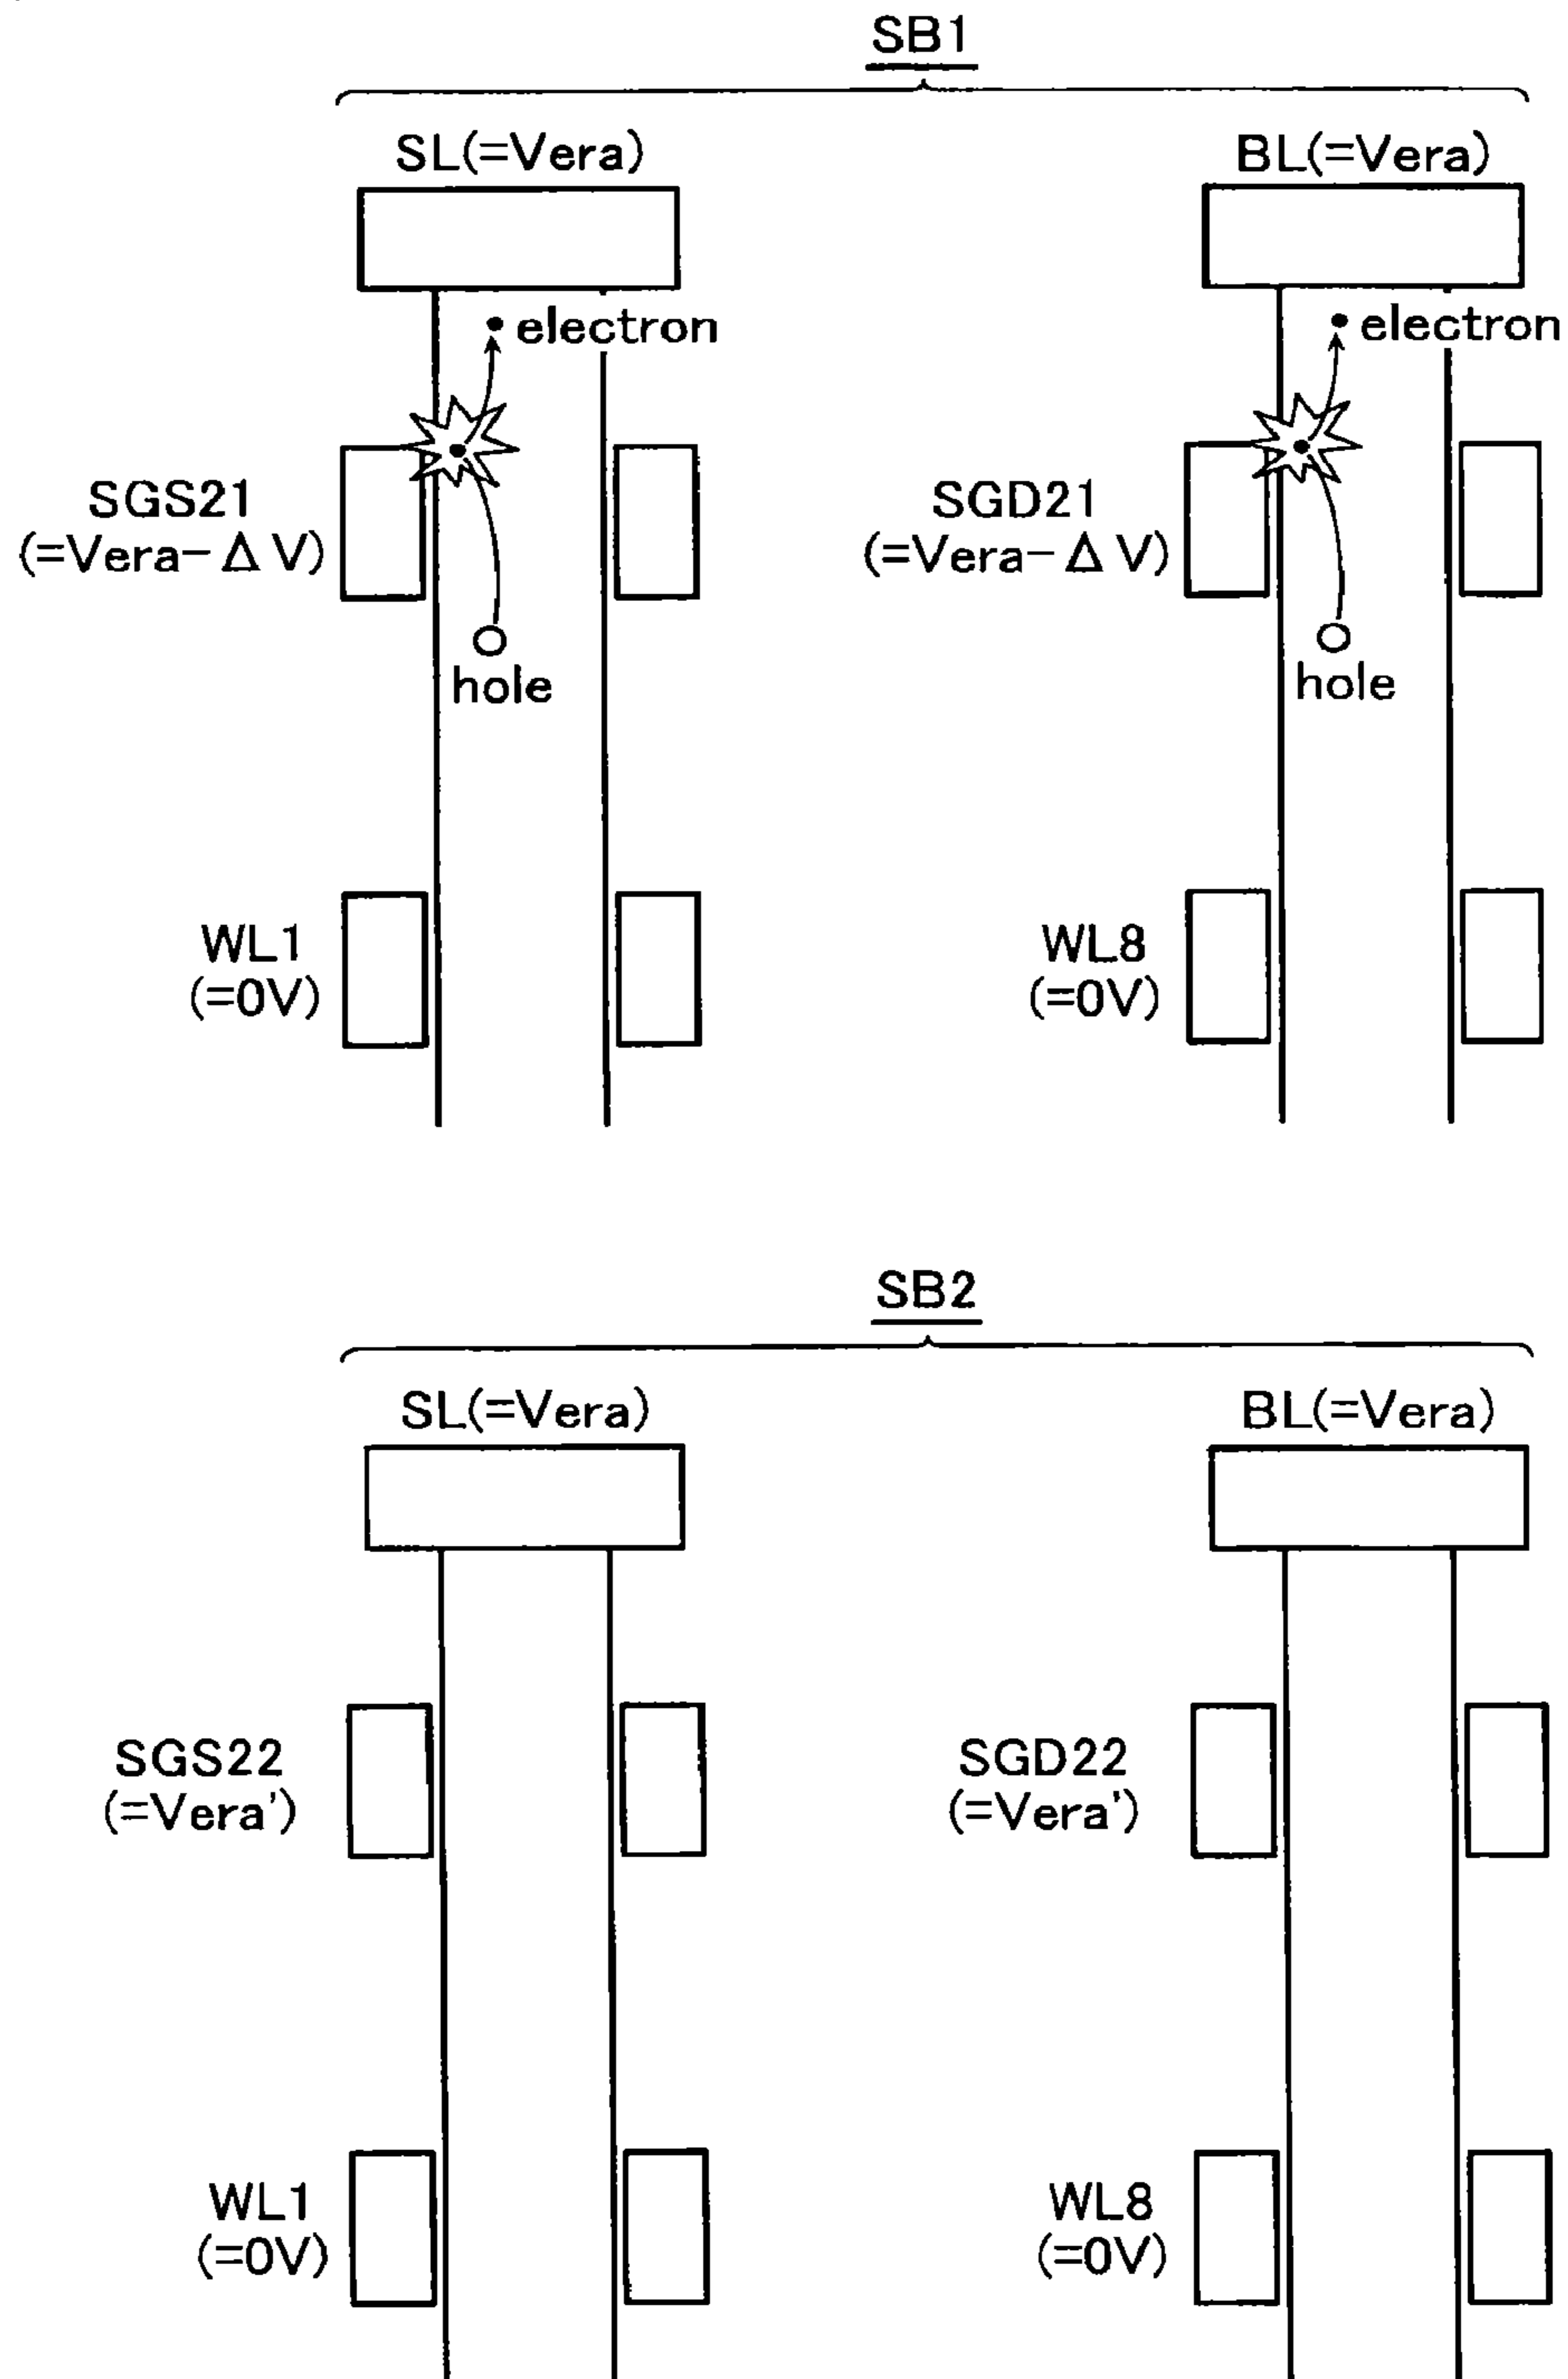 SB1
SL(=Vera)
BL(=Vera)
electron
electron
SGS21
(=Vera-ΔV)
SGD21
(=Vera-ΔV)
hole
hole
WL1
(=0V)
WL8
(=0V)
SB2
SL(=Vera)
BL(=Vera)
SGS22
(=Vera')
SGD22
(=Vera')
WL1
(=0V)
WL8
(=0V)